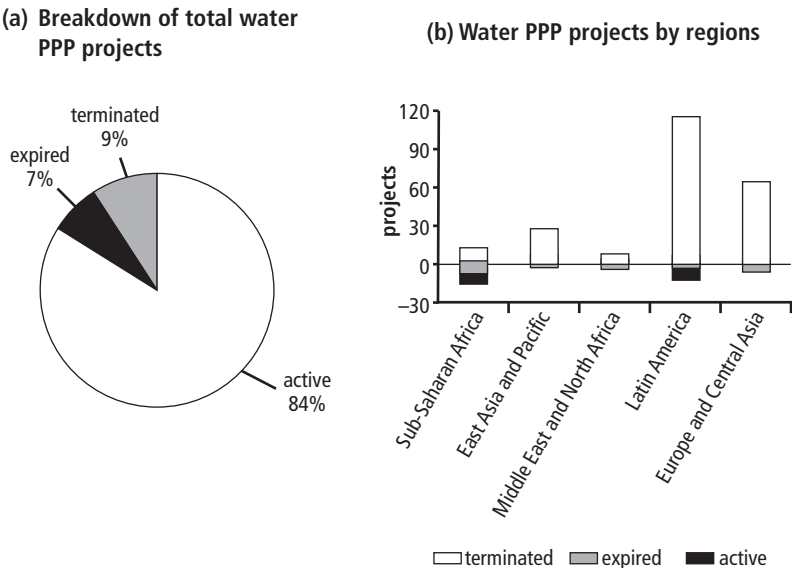 (a) Breakdown of total water
PPP projects
terminated
9%
expired
7%
active
84%
(b) Water PPP projects by regions
projects
120
90
60
30
0
–30
Sub-Saharan Africa
East Asia and Pacific
Middle East and North Africa
Latin America
Europe and Central Asia
terminated expired active